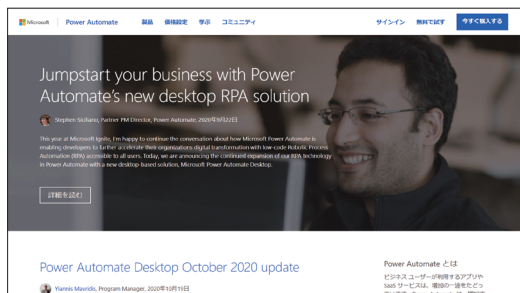 Microsoft Power Automate 製品 価格設定 学ぶ コミュニティ サインイン 無料で試す 今すぐ購入する
Jumpstart your business with Power
Automate's new desktop RPA solution
Stephen Siciliano, Partner PM Director, Power Automate, 2020年9月22日
This year at Microsoft Ignite, I'm happy to continue the conversation about how Microsoft Power Automate is
enabling developers to further accelerate their organizations digital transformation with low-code Robotic Process
Automation (RPA) accessible to all users. Today, we are announcing the continued expansion of our RPA technology
in Power Automate with a new desktop-based solution, Microsoft Power Automate Desktop.
詳細を読む
Power Automate Desktop October 2020 update
Yiannis Mavridis, Program Manager, 2020年10月19日
Power Automate とは
ビジネス ユーザーが利用するアプリや
SaaS サービスは、増加の一途をたどっ